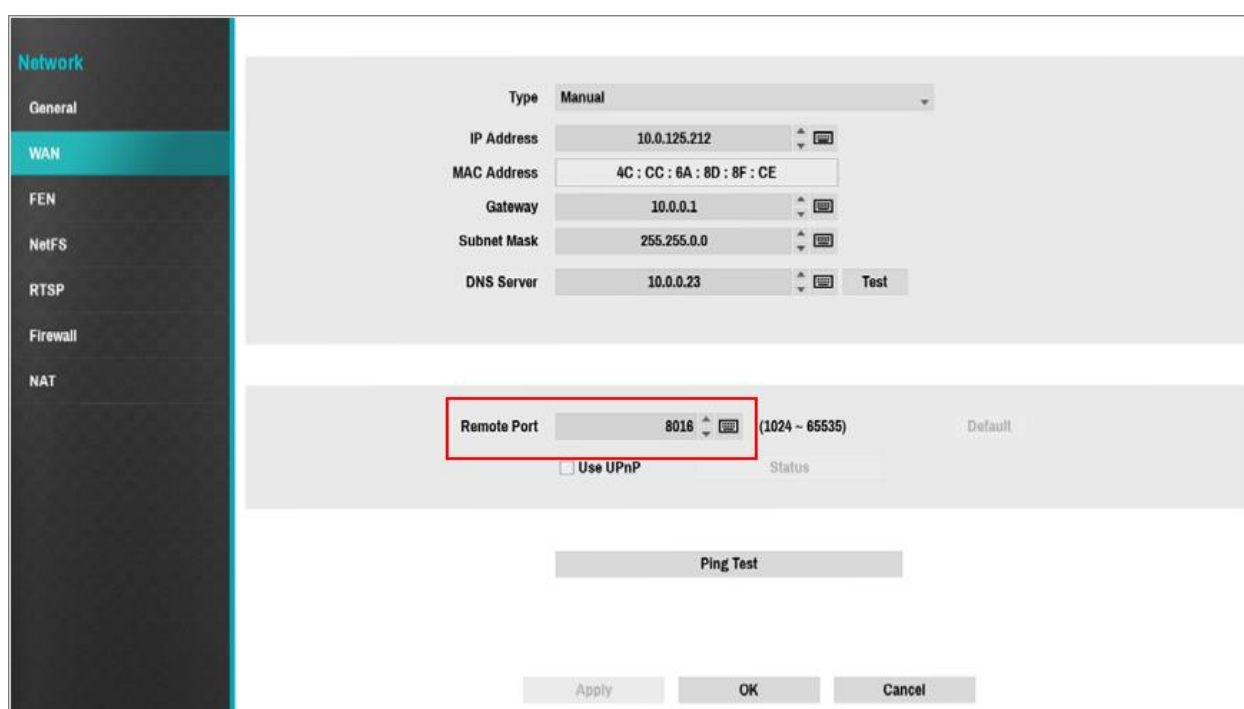 Network
General
WAN
FEN
NetFS
RTSP
Firewall
NAT
Type Manual
IP Address 10.0.125.212
MAC Address 4C : CC : 6A : 8D : 8F : CE
Gateway 10.0.0.1
Subnet Mask 255.255.0.0
DNS Server 10.0.0.23 Test
Remote Port 8016 (1024 ~ 65535) Default
Use UPnP Status
Ping Test
Apply OK Cancel